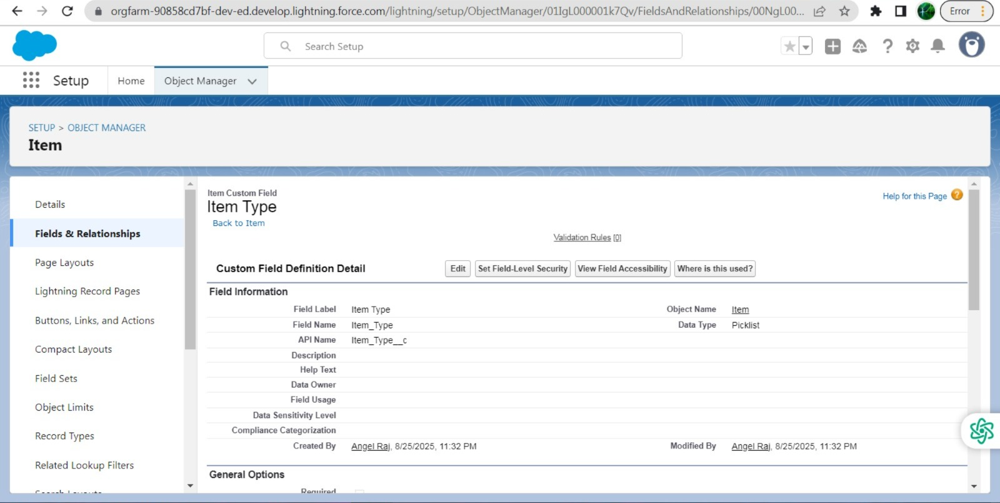 orgfarm-90858cd7bf-dev-ed.develop.lightning.force.com/lightning/setup/ObjectManager/01IgL000001k7Qv/FieldsAndRelationships/00NgL00...
Error
Search Setup
Setup
Home
Object Manager
SETUP > OBJECT MANAGER
Item
Details
Fields & Relationships
Page Layouts
Lightning Record Pages
Buttons, Links, and Actions
Compact Layouts
Field Sets
Object Limits
Record Types
Related Lookup Filters
Search Layouts
Item Custom Field
Item Type
Back to Item
Help for this Page
Validation Rules [0]
Custom Field Definition Detail
Edit
Set Field-Level Security
View Field Accessibility
Where is this used?
Field Information
Field Label Item Type Object Name Item
Field Name Item_Type Data Type Picklist
API Name Item_Type__c
Description
Help Text
Data Owner
Field Usage
Data Sensitivity Level
Compliance Categorization
Created By Angel Raj, 8/25/2025, 11:32 PM Modified By Angel Raj, 8/25/2025, 11:32 PM
General Options
Required